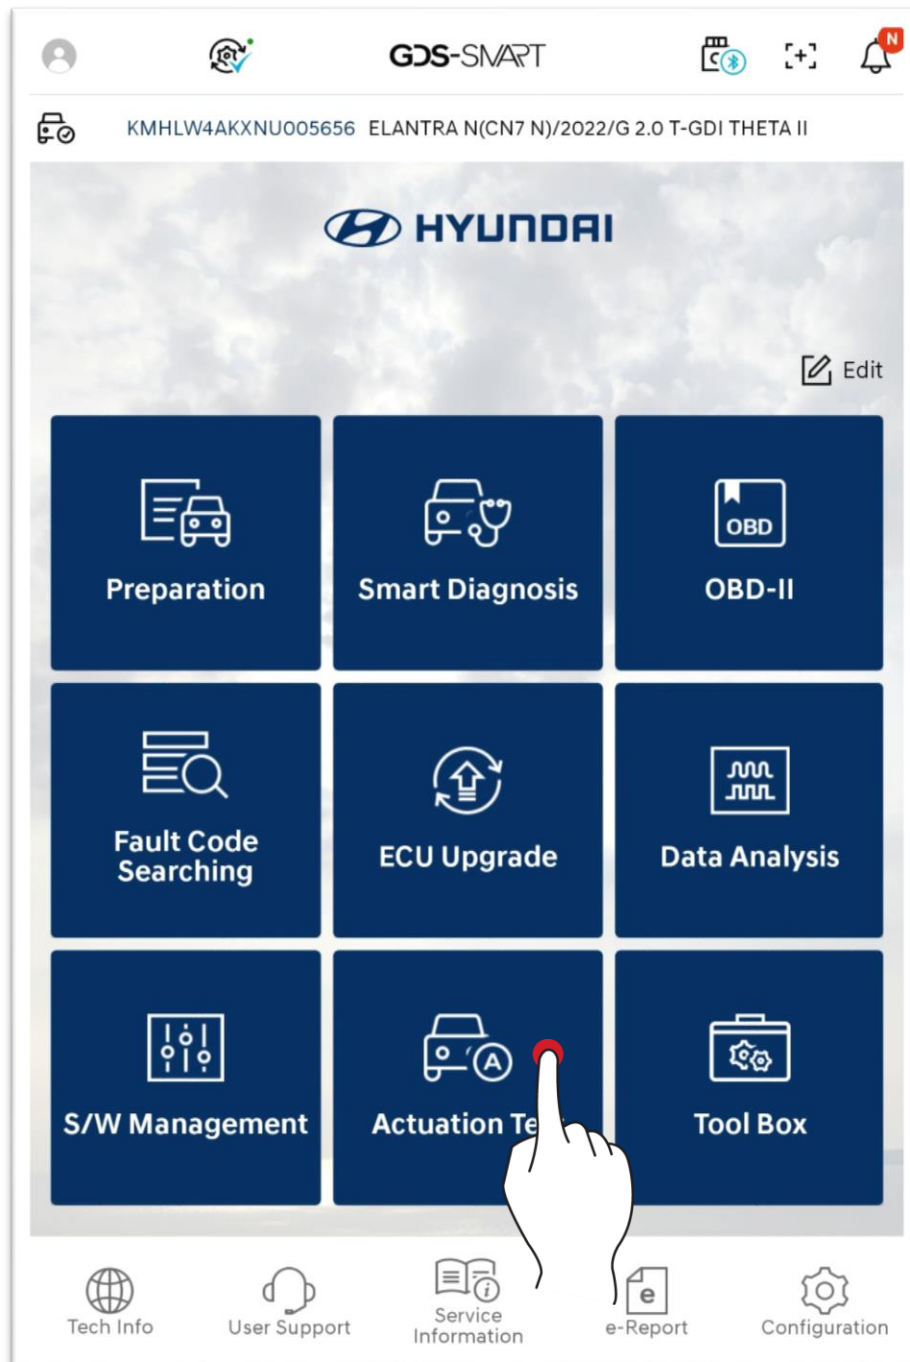 GDS-SMART
N
KMHLW4AKXNU005656 ELANTRA N(CN7 N)/2022/G 2.0 T-GDI THETA II
HYUNDAI
Edit
Preparation
Smart Diagnosis
OBD
OBD-II
Fault Code
Searching
ECU Upgrade
Data Analysis
S/W Management
A
Actuation
Tool Box
Tech Info
User Support
i
Service
Information
e
e-Report
Configuration